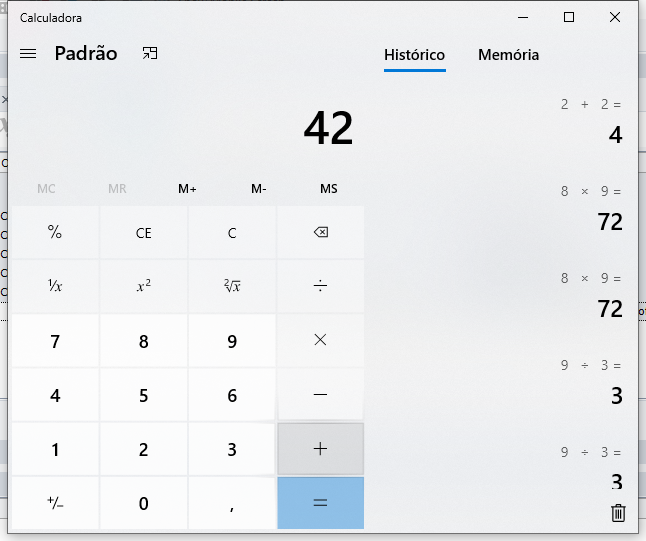 Calculadora
Padrão
Histórico Memória
42
MC MR M+ M- MS
% CE C
¹⁄x x² ²√x ÷
7 8 9 ×
4 5 6 −
1 2 3 +
+/− 0 , =
2 + 2 =
4
8 × 9 =
72
8 × 9 =
72
9 ÷ 3 =
3
9 ÷ 3 =
3